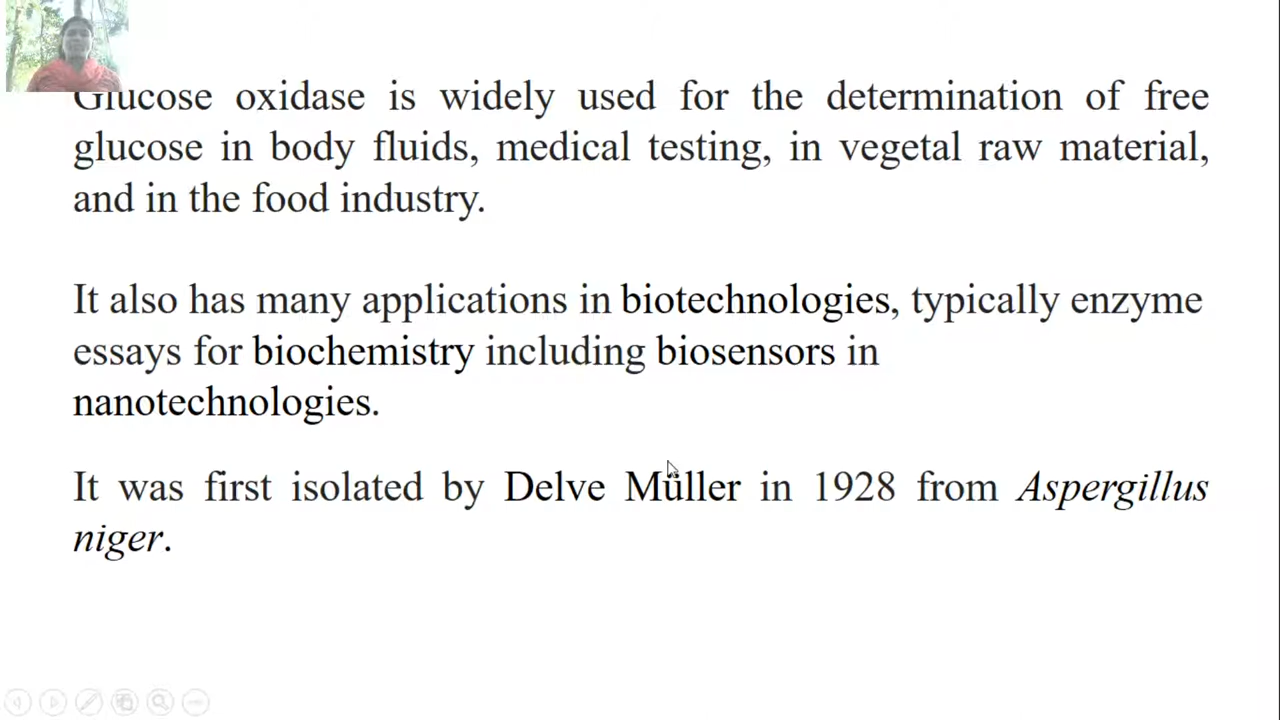 Glucose oxidase is widely used for the determination of free
glucose in body fluids, medical testing, in vegetal raw material,
and in the food industry.
It also has many applications in biotechnologies, typically enzyme
essays for biochemistry including biosensors in
nanotechnologies.
It was first isolated by Delve Müller in 1928 from Aspergillus
niger.